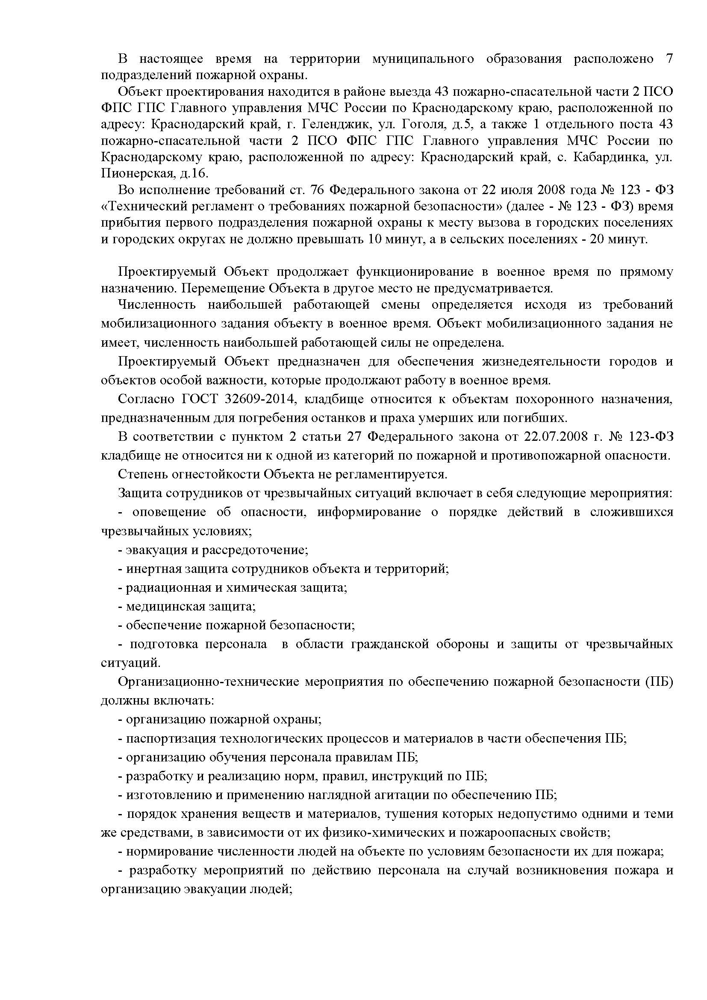 В настоящее время на территории муниципального образования расположено 7
подразделений пожарной охраны.
Объект проектирования находится в районе выезда 43 пожарно-спасательной части 2 ПСО
ФПС ГПС Главного управления МЧС России по Краснодарскому краю, расположенной по
адресу: Краснодарский край, г. Геленджик, ул. Гоголя, д.5, а также 1 отдельного поста 43
пожарно-спасательной части 2 ПСО ФПС ГПС Главного управления МЧС России по
Краснодарскому краю, расположенной по адресу: Краснодарский край, с. Кабардинка, ул.
Пионерская, д.16.
Во исполнение требований ст. 76 Федерального закона от 22 июля 2008 года № 123 - ФЗ
«Технический регламент о требованиях пожарной безопасности» (далее - № 123 - ФЗ) время
прибытия первого подразделения пожарной охраны к месту вызова в городских поселениях
и городских округах не должно превышать 10 минут, а в сельских поселениях - 20 минут.
Проектируемый Объект продолжает функционирование в военное время по прямому
назначению. Перемещение Объекта в другое место не предусматривается.
Численность наибольшей работающей смены определяется исходя из требований
мобилизационного задания объекту в военное время. Объект мобилизационного задания не
имеет, численность наибольшей работающей силы не определена.
Проектируемый Объект предназначен для обеспечения жизнедеятельности городов и
объектов особой важности, которые продолжают работу в военное время.
Согласно ГОСТ 32609-2014, кладбище относится к объектам похоронного назначения,
предназначенным для погребения останков и праха умерших или погибших.
В соответствии с пунктом 2 статьи 27 Федерального закона от 22.07.2008 г. № 123-ФЗ
кладбище не относится ни к одной из категорий по пожарной и противопожарной опасности.
Степень огнестойкости Объекта не регламентируется.
Защита сотрудников от чрезвычайных ситуаций включает в себя следующие мероприятия:
- оповещение об опасности, информирование о порядке действий в сложившихся
чрезвычайных условиях;
- эвакуация и рассредоточение;
- инертная защита сотрудников объекта и территорий;
- радиационная и химическая защита;
- медицинская защита;
- обеспечение пожарной безопасности;
- подготовка персонала в области гражданской обороны и защиты от чрезвычайных
ситуаций.
Организационно-технические мероприятия по обеспечению пожарной безопасности (ПБ)
должны включать:
- организацию пожарной охраны;
- паспортизация технологических процессов и материалов в части обеспечения ПБ;
- организацию обучения персонала правилам ПБ;
- разработку и реализацию норм, правил, инструкций по ПБ;
- изготовлению и применению наглядной агитации по обеспечению ПБ;
- порядок хранения веществ и материалов, тушения которых недопустимо одними и теми
же средствами, в зависимости от их физико-химических и пожароопасных свойств;
- нормирование численности людей на объекте по условиям безопасности их для пожара;
- разработку мероприятий по действию персонала на случай возникновения пожара и
организацию эвакуации людей;